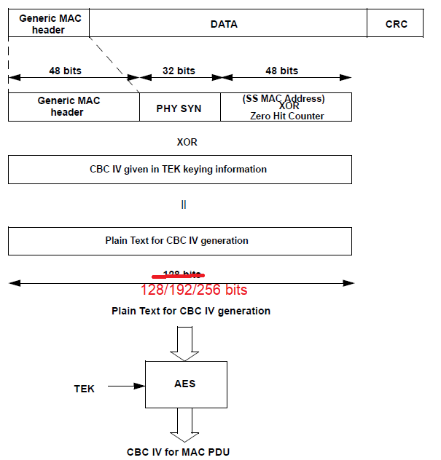 Generic MAC
header
DATA
CRC
48 bits
32 bits
48 bits
Generic MAC
header
PHY SYN
(SS MAC Address)
XOR
Zero Hit Counter
XOR
CBC IV given in TEK keying information
=
Plain Text for CBC IV generation
128 bits
128/192/256 bits
Plain Text for CBC IV generation
TEK
AES
CBC IV for MAC PDU